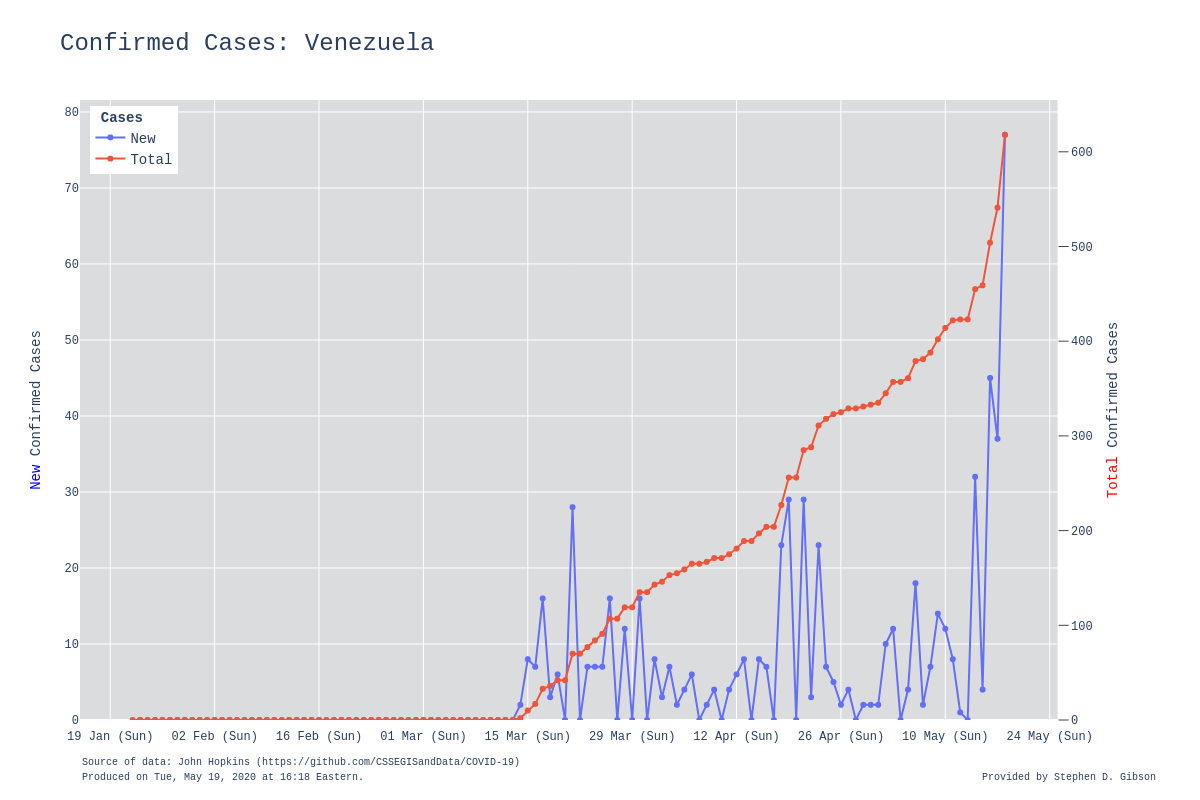 Confirmed Cases: Venezuela
Cases
New
Total
80
70
60
50
40
30
20
10
0
New Confirmed Cases
600
500
400
300
200
100
0
Total Confirmed Cases
19 Jan (Sun) 02 Feb (Sun) 16 Feb (Sun) 01 Mar (Sun) 15 Mar (Sun) 29 Mar (Sun) 12 Apr (Sun) 26 Apr (Sun) 10 May (Sun) 24 May (Sun)
Source of data: John Hopkins (https://github.com/CSSEGISandData/COVID-19)
Produced on Tue, May 19, 2020 at 16:18 Eastern.
Provided by Stephen D. Gibson